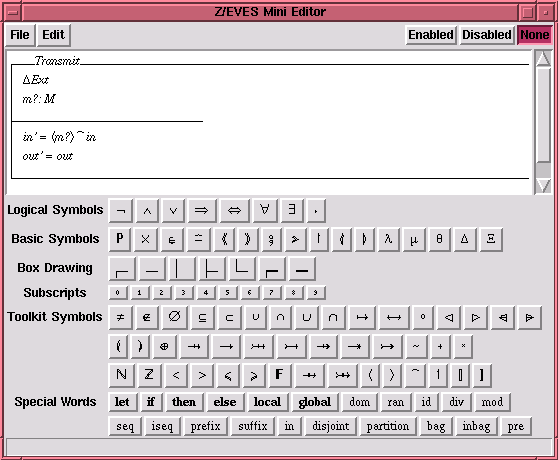 Z/EVES Mini Editor
File Edit Enabled Disabled None
Transmit
ΔExt
m?: M
in′ = ⟨m?⟩ ⁀ in
out′ = out
Logical Symbols ¬ ∧ ∨ ⇒ ⇔ ∀ ∃ •
Basic Symbols P × λ μ θ Δ Ξ
Box Drawing
Subscripts 0 1 2 3 4 5 6 7 8 9
Toolkit Symbols ≠ ∉ ∅ ⊆ ⊂ ∪ ∩ ⋃ ⋂ ↦ ↔ ∘ ◁ ▷ ⩤ ⩥
⦇ ⦈ ⊕ ⇸ → ⤔ ↣ ⤀ ↠ ⤖ ~ + *
ℕ ℤ < > ≤ ≥ F ⇻ ⤕ ⟨ ⟩ ⁀ ↿ ⟦ ⟧
Special Words let if then else local global dom ran id div mod
seq iseq prefix suffix in disjoint partition bag inbag pre